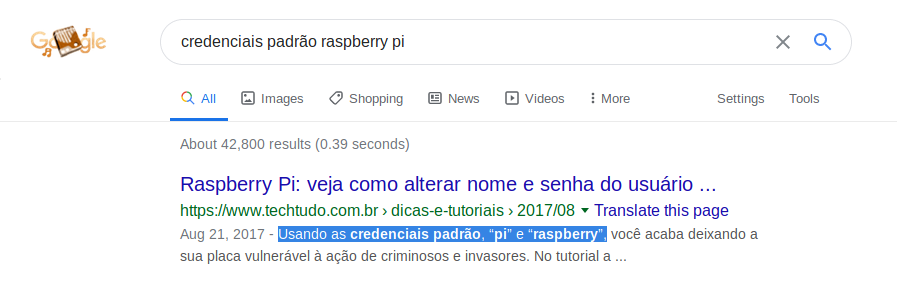 Google
credenciais padrão raspberry pi
All Images Shopping News Videos More Settings Tools
About 42,800 results (0.39 seconds)
Raspberry Pi: veja como alterar nome e senha do usuário ...
https://www.techtudo.com.br › dicas-e-tutoriais › 2017/08 Translate this page
Aug 21, 2017 - Usando as credenciais padrão, “pi” e “raspberry”, você acaba deixando a
sua placa vulnerável à ação de criminosos e invasores. No tutorial a ...